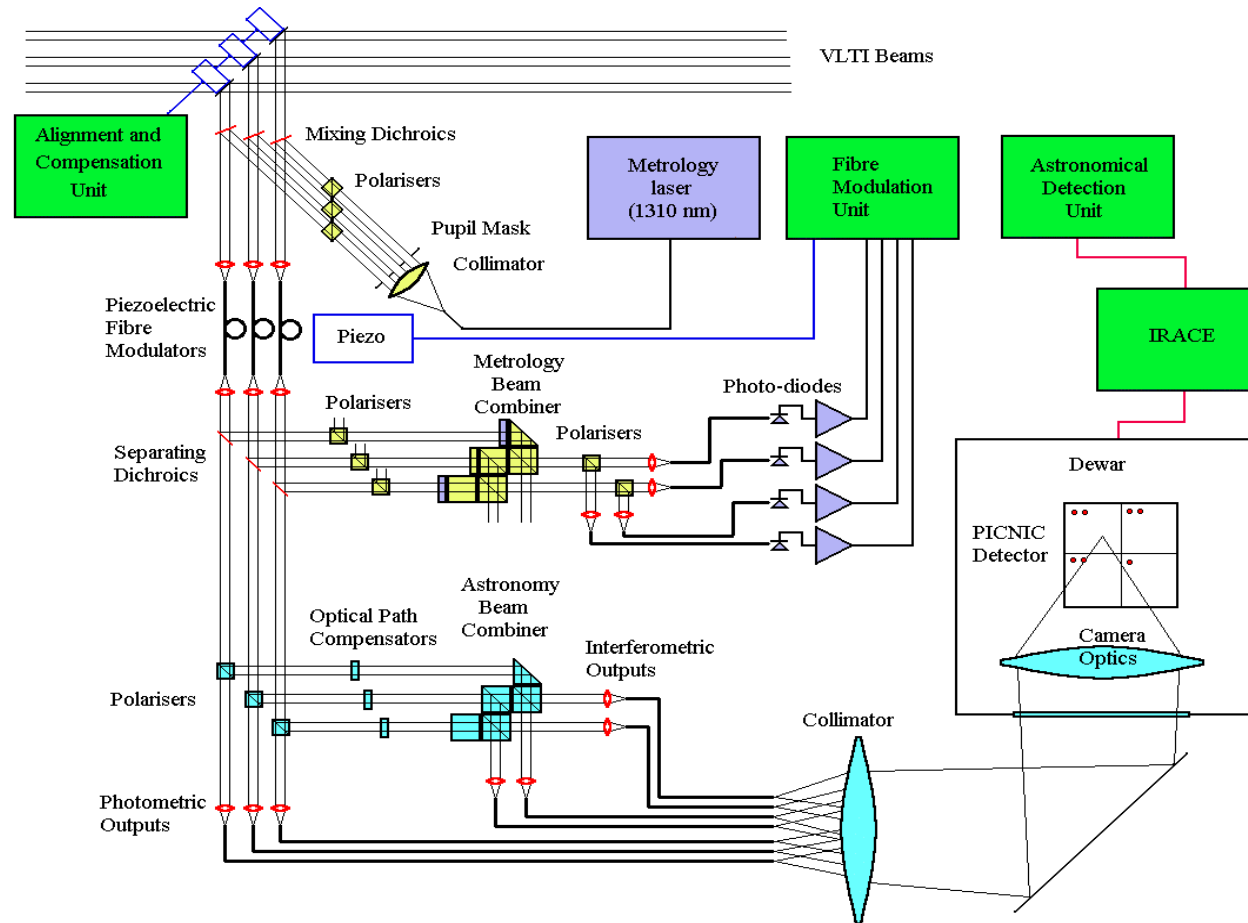 VLTI Beams
Alignment and
Compensation
Unit
Mixing Dichroics
Polarisers
Pupil Mask
Collimator
Metrology
laser
(1310 nm)
Fibre
Modulation
Unit
Astronomical
Detection
Unit
Piezoelectric
Fibre
Modulators
Piezo
IRACE
Metrology
Beam
Combiner
Photo-diodes
Polarisers
Polarisers
Separating
Dichroics
Dewar
PICNIC
Detector
Astronomy
Beam
Combiner
Optical Path
Compensators
Interferometric
Outputs
Camera
Optics
Polarisers
Collimator
Photometric
Outputs